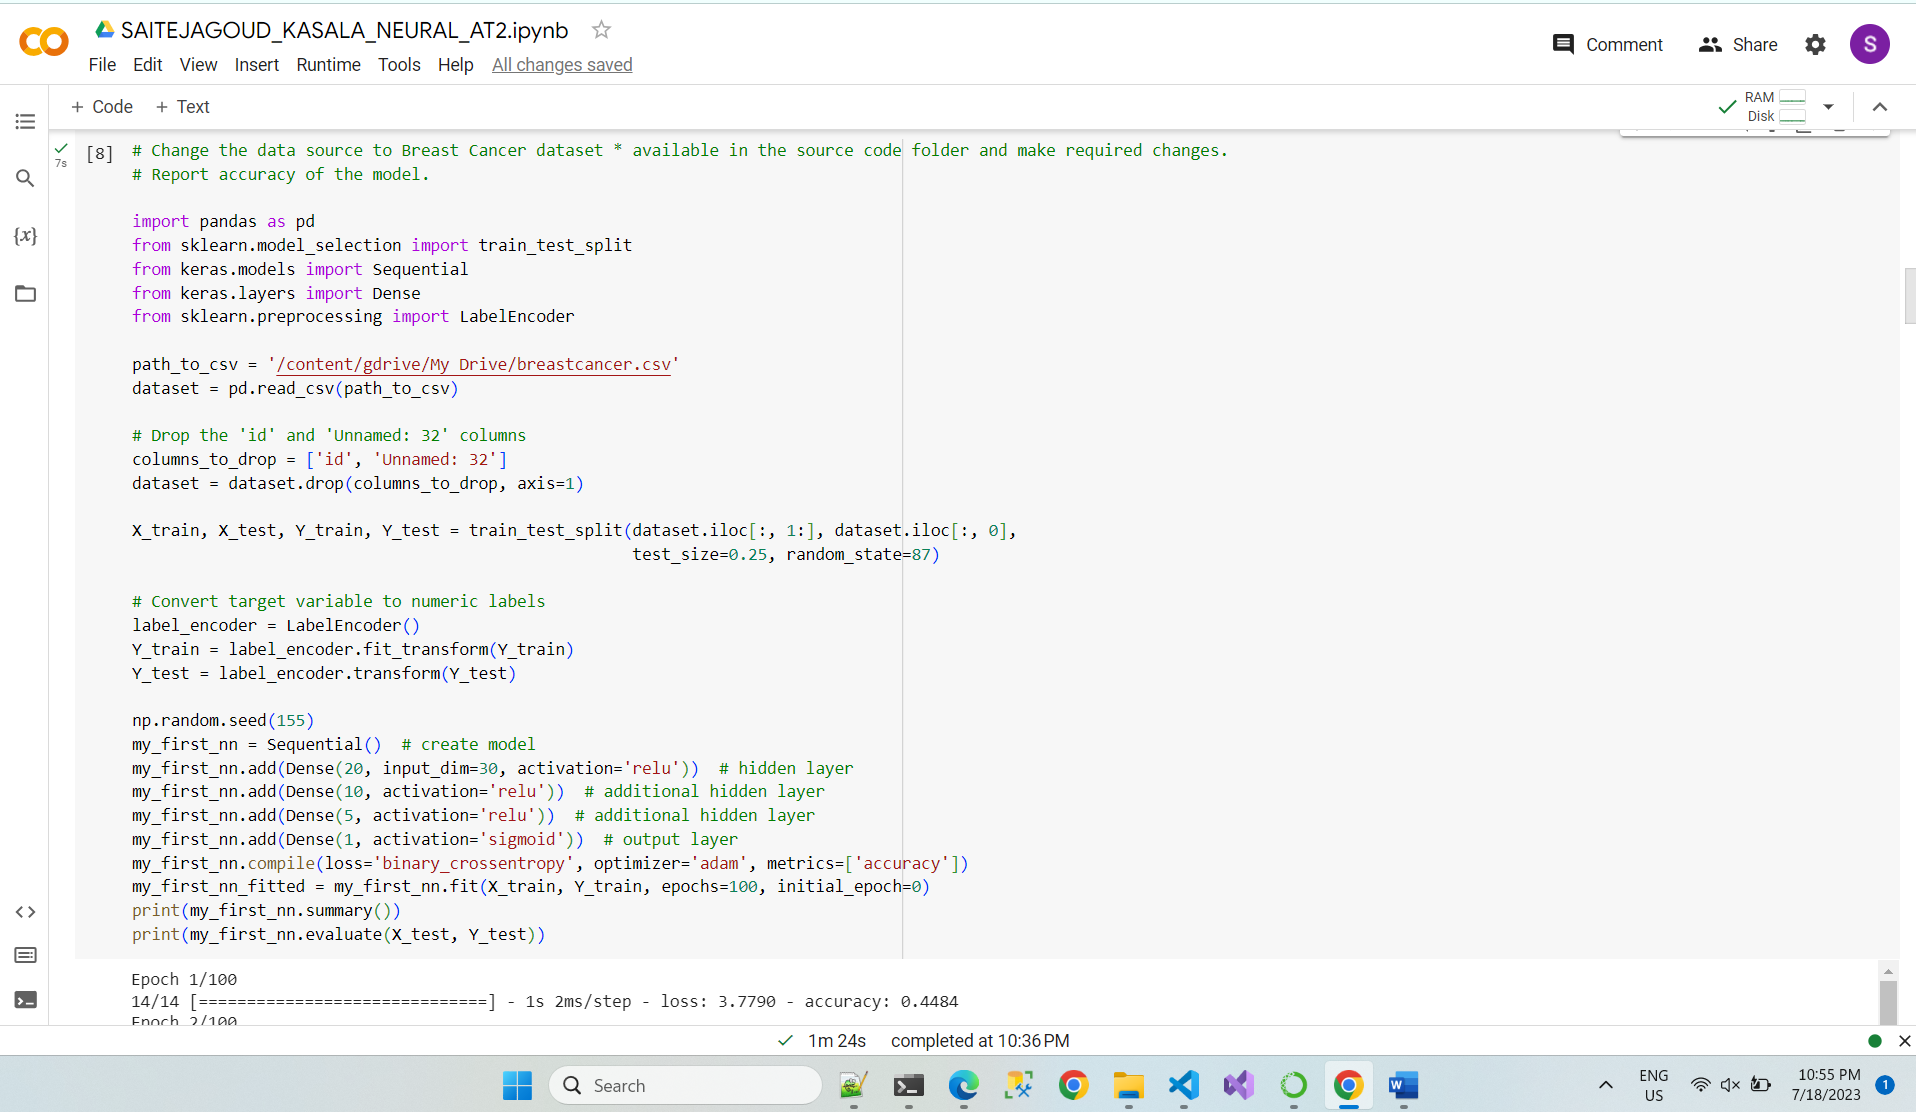 SAITEJAGOUD_KASALA_NEURAL_AT2.ipynb
Comment
Share
S
File Edit View Insert Runtime Tools Help All changes saved
+ Code + Text
RAM
Disk
7s
[8]
# Change the data source to Breast Cancer dataset * available in the source code folder and make required changes.
# Report accuracy of the model.
import pandas as pd
from sklearn.model_selection import train_test_split
from keras.models import Sequential
from keras.layers import Dense
from sklearn.preprocessing import LabelEncoder
path_to_csv = '/content/gdrive/My Drive/breastcancer.csv'
dataset = pd.read_csv(path_to_csv)
# Drop the 'id' and 'Unnamed: 32' columns
columns_to_drop = ['id', 'Unnamed: 32']
dataset = dataset.drop(columns_to_drop, axis=1)
X_train, X_test, Y_train, Y_test = train_test_split(dataset.iloc[:, 1:], dataset.iloc[:, 0],
test_size=0.25, random_state=87)
# Convert target variable to numeric labels
label_encoder = LabelEncoder()
Y_train = label_encoder.fit_transform(Y_train)
Y_test = label_encoder.transform(Y_test)
np.random.seed(155)
my_first_nn = Sequential()  # create model
my_first_nn.add(Dense(20, input_dim=30, activation='relu'))  # hidden layer
my_first_nn.add(Dense(10, activation='relu'))  # additional hidden layer
my_first_nn.add(Dense(5, activation='relu'))  # additional hidden layer
my_first_nn.add(Dense(1, activation='sigmoid'))  # output layer
my_first_nn.compile(loss='binary_crossentropy', optimizer='adam', metrics=['accuracy'])
my_first_nn_fitted = my_first_nn.fit(X_train, Y_train, epochs=100, initial_epoch=0)
print(my_first_nn.summary())
print(my_first_nn.evaluate(X_test, Y_test))
Epoch 1/100
14/14 [==============================] - 1s 2ms/step - loss: 3.7790 - accuracy: 0.4484
Epoch 2/100
1m 24s completed at 10:36 PM
Search
ENG
US
10:55 PM
7/18/2023
1